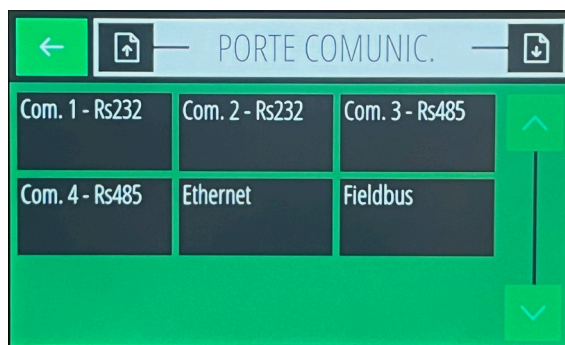 PORTE COMUNIC.
Com. 1 - Rs232
Com. 2 - Rs232
Com. 3 - Rs485
Com. 4 - Rs485
Ethernet
Fieldbus